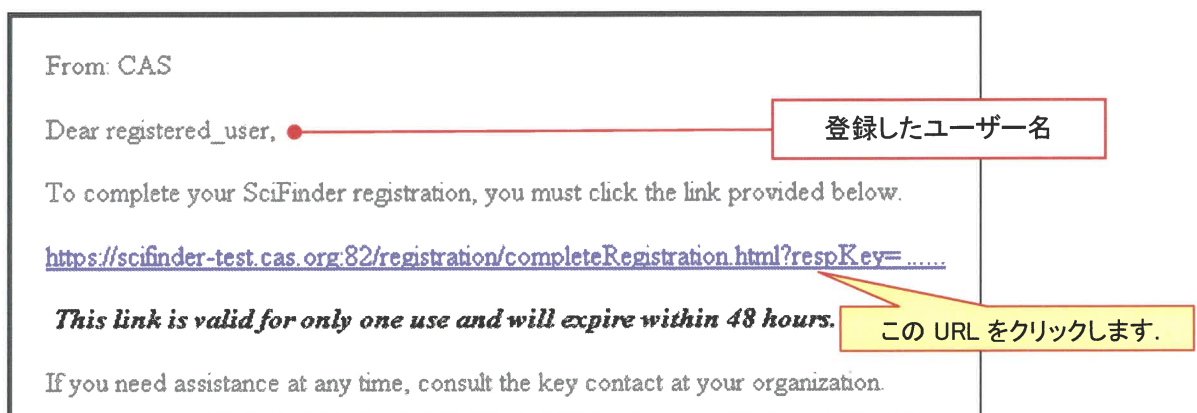 From: CAS
Dear registered_user,
登録したユーザー名
To complete your SciFinder registration, you must click the link provided below.
https://scifinder-test.cas.org:82/registration/completeRegistration.html?respKey= ......
This link is valid for only one use and will expire within 48 hours.
この URL をクリックします.
If you need assistance at any time, consult the key contact at your organization.